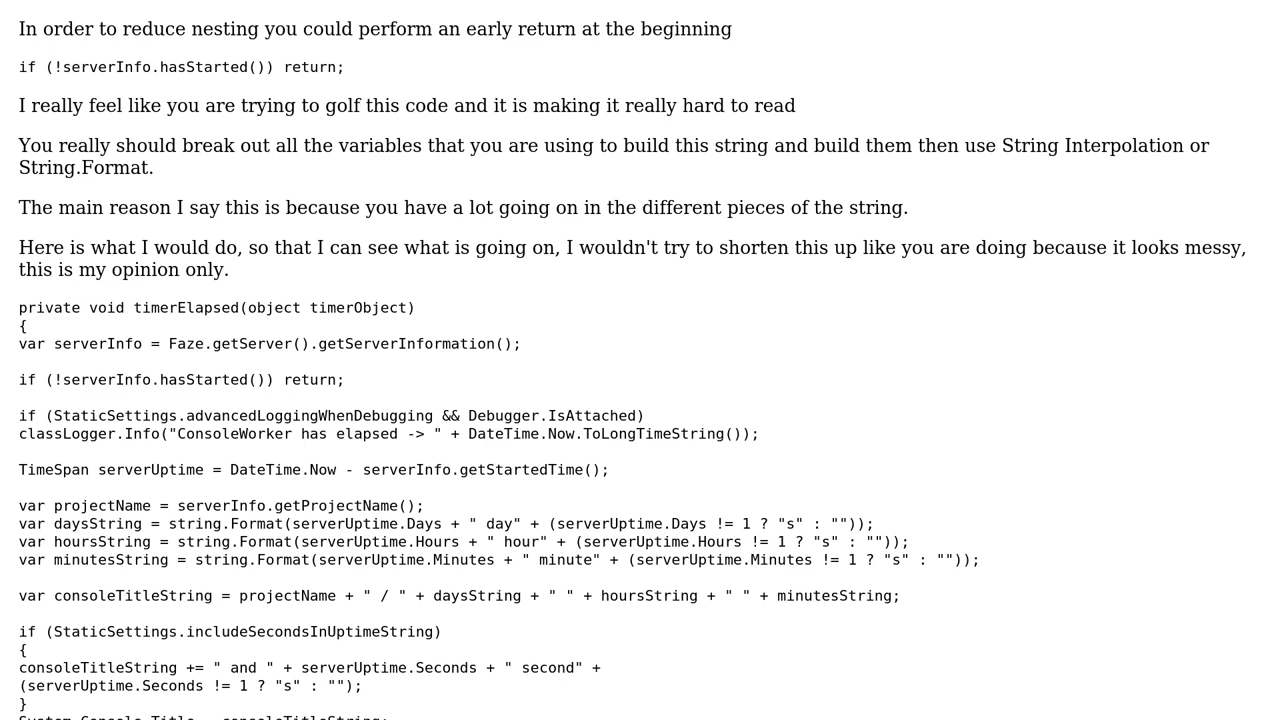 In order to reduce nesting you could perform an early return at the beginning
if (!serverInfo.hasStarted()) return;
I really feel like you are trying to golf this code and it is making it really hard to read
You really should break out all the variables that you are using to build this string and build them then use String Interpolation or
String.Format.
The main reason I say this is because you have a lot going on in the different pieces of the string.
Here is what I would do, so that I can see what is going on, I wouldn't try to shorten this up like you are doing because it looks messy,
this is my opinion only.
private void timerElapsed(object timerObject)
{
var serverInfo = Faze.getServer().getServerInformation();
if (!serverInfo.hasStarted()) return;
if (StaticSettings.advancedLoggingWhenDebugging && Debugger.IsAttached)
classLogger.Info("ConsoleWorker has elapsed -> " + DateTime.Now.ToLongTimeString());
TimeSpan serverUptime = DateTime.Now - serverInfo.getStartedTime();
var projectName = serverInfo.getProjectName();
var daysString = string.Format(serverUptime.Days + " day" + (serverUptime.Days != 1 ? "s" : ""));
var hoursString = string.Format(serverUptime.Hours + " hour" + (serverUptime.Hours != 1 ? "s" : ""));
var minutesString = string.Format(serverUptime.Minutes + " minute" + (serverUptime.Minutes != 1 ? "s" : ""));
var consoleTitleString = projectName + " / " + daysString + " " + hoursString + " " + minutesString;
if (StaticSettings.includeSecondsInUptimeString)
{
consoleTitleString += " and " + serverUptime.Seconds + " second" +
(serverUptime.Seconds != 1 ? "s" : "");
}
System.Console.Title = consoleTitleString;